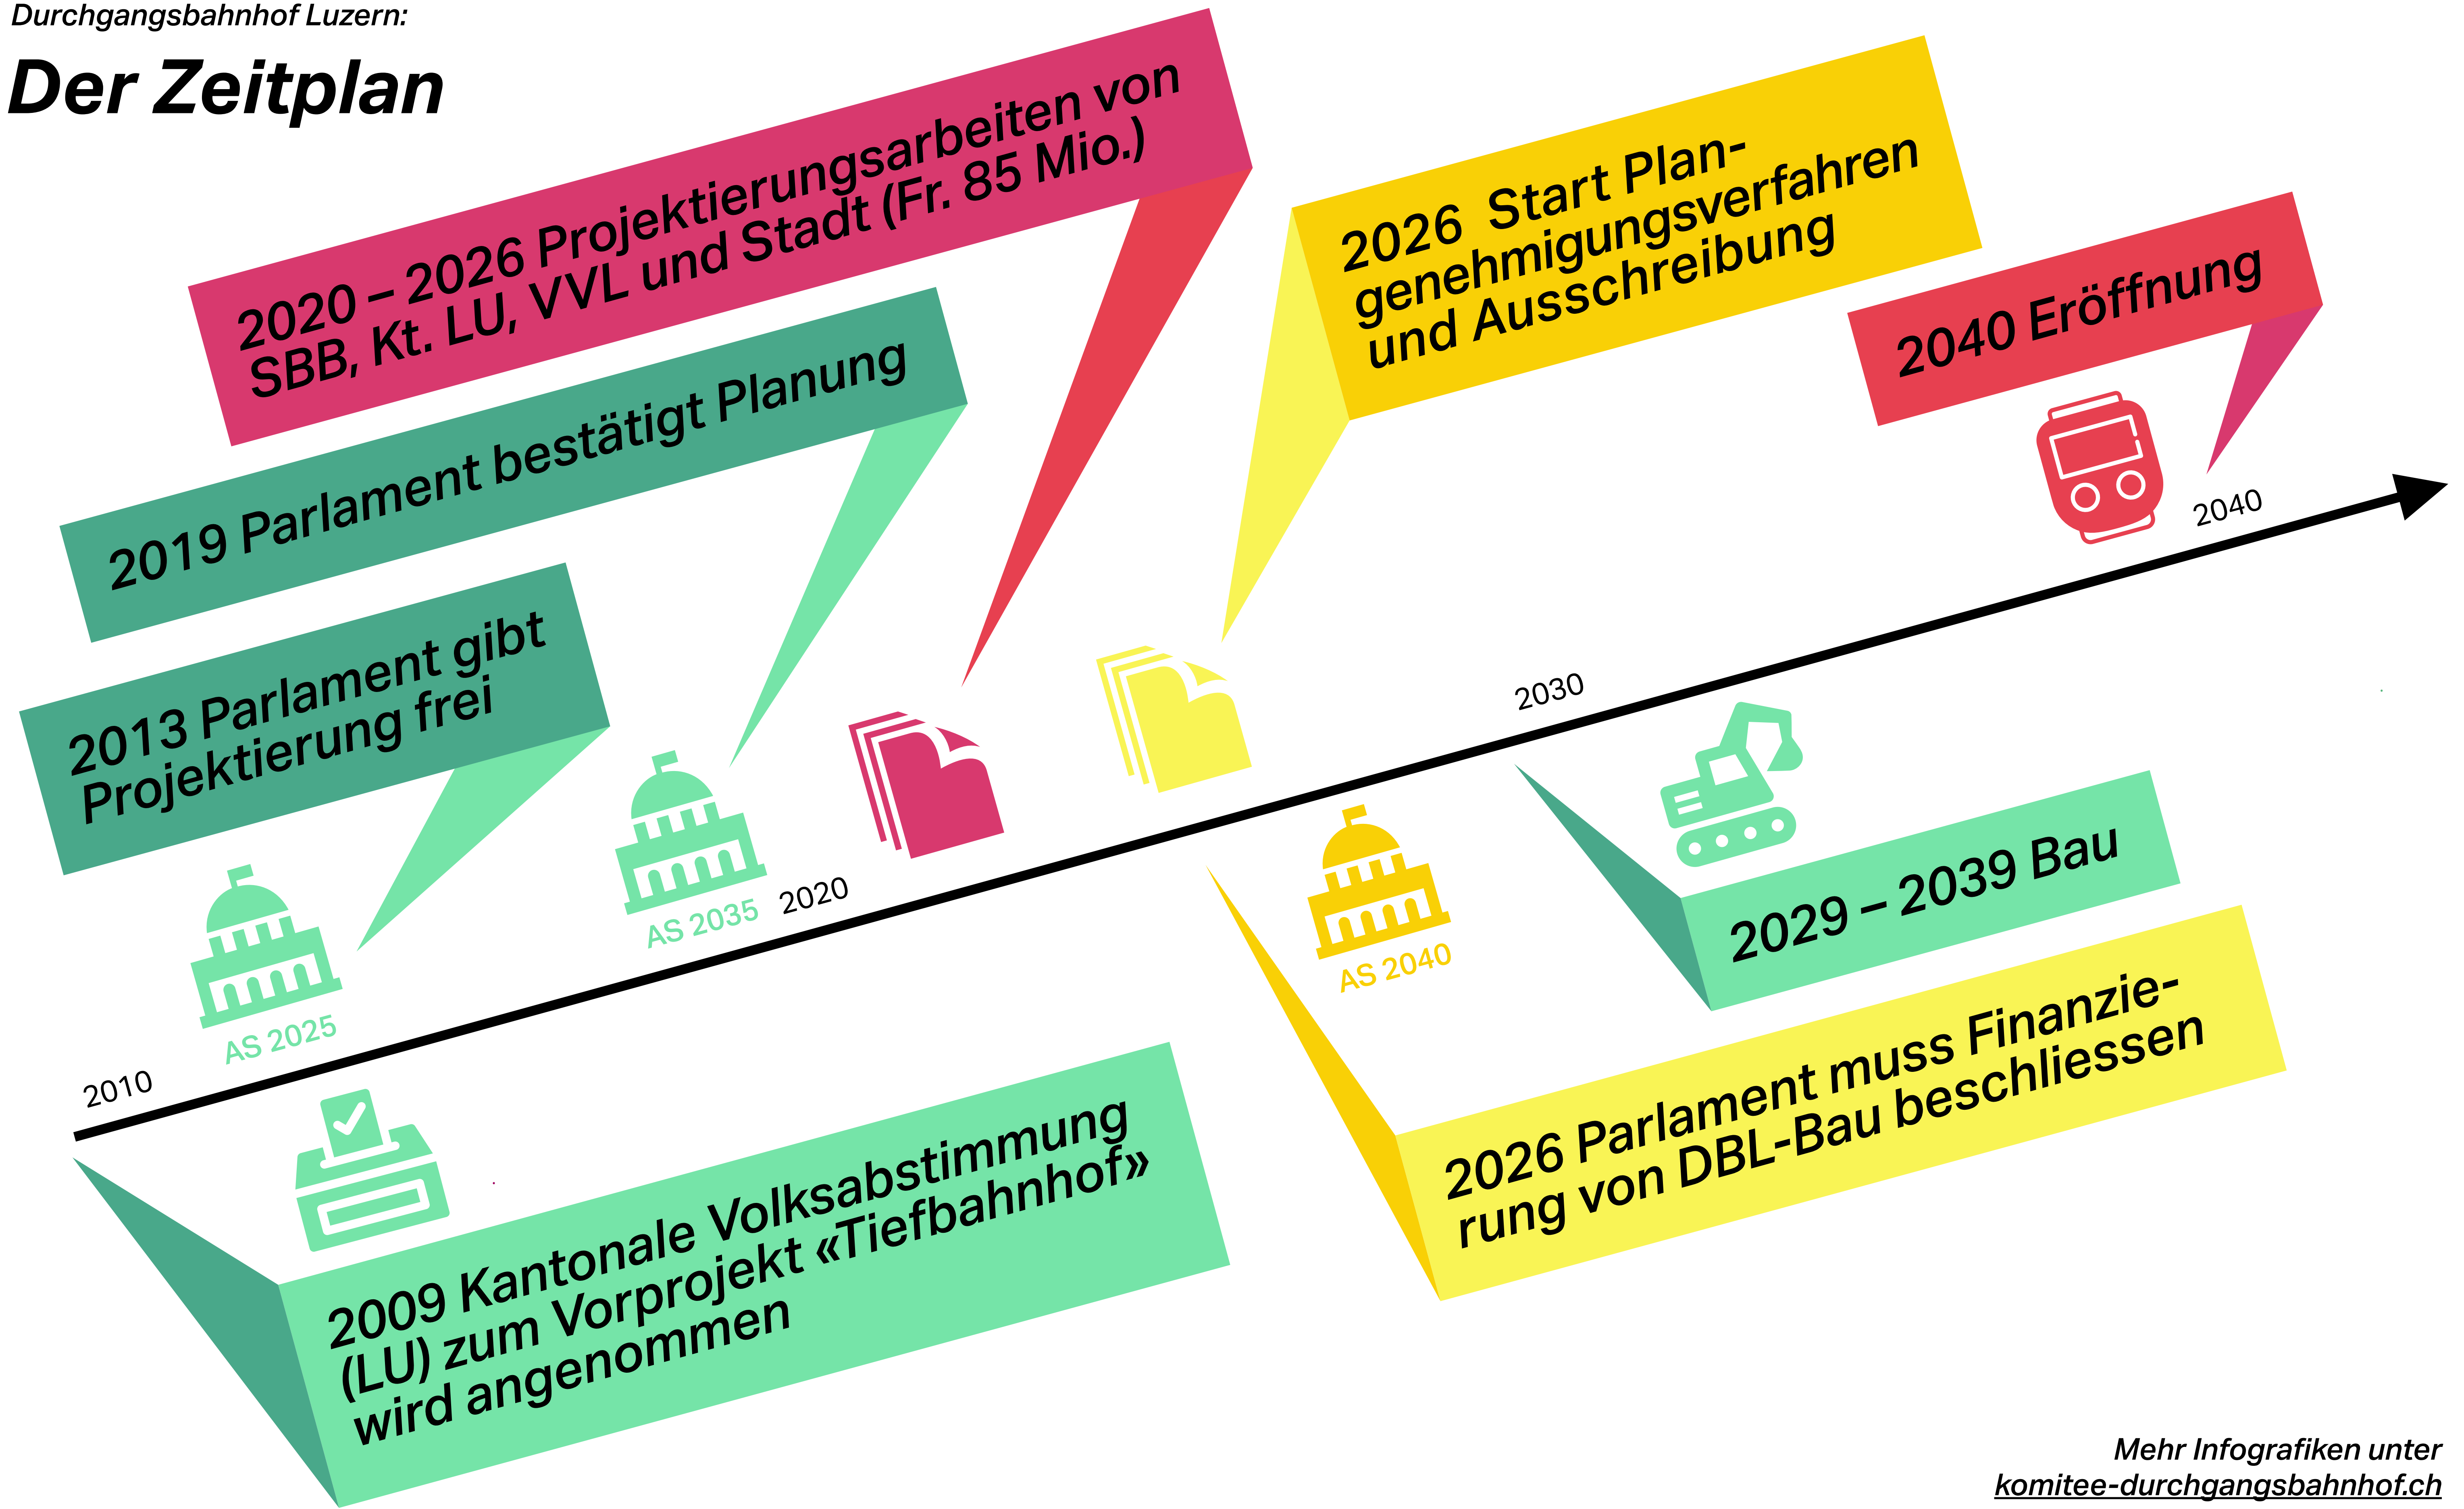 Durchgangsbahnhof Luzern:
Der Zeitplan
2020 – 2026 Projektierungsarbeiten von
SBB, Kt. LU, VVL und Stadt (Fr. 85 Mio.)
2026 Start Plan-
genehmigungsverfahren
und Ausschreibung
2040 Eröffnung
2019 Parlament bestätigt Planung
2013 Parlament gibt
Projektierung frei
AS 2025
AS 2035
AS 2040
2010
2020
2030
2040
2029 – 2039 Bau
2026 Parlament muss Finanzie-
rung von DBL-Bau beschliessen
2009 Kantonale Volksabstimmung
(LU) zum Vorprojekt «Tiefbahnhof»
wird angenommen
Mehr Infografiken unter
komitee-durchgangsbahnhof.ch